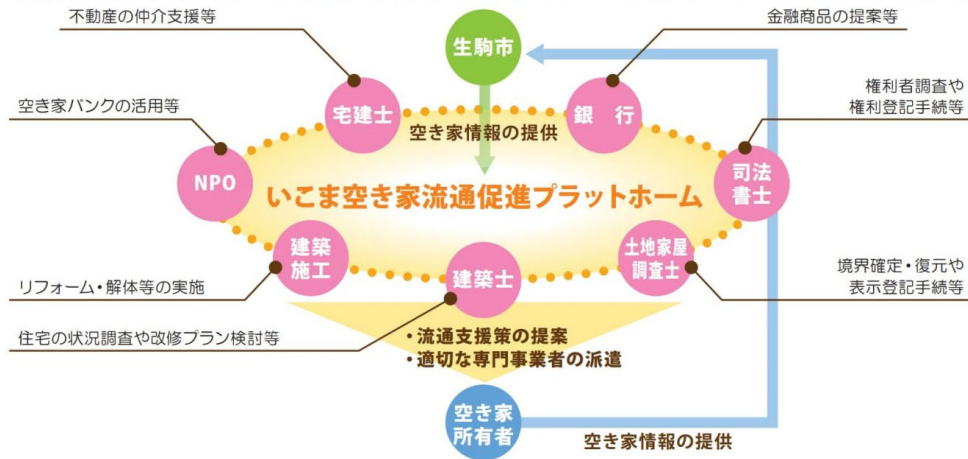 不動産の仲介支援等
生駒市
金融商品の提案等
宅建士
銀 行
権利者調査や
権利登記手続等
空き家バンクの活用等
空き家情報の提供
NPO
司法
書士
いこま空き家流通促進プラットホーム
建築
施工
建築士
土地家屋
調査士
リフォーム・解体等の実施
境界確定・復元や
表示登記手続等
住宅の状況調査や改修プラン検討等
・流通支援策の提案
・適切な専門事業者の派遣
空き家
所有者
空き家情報の提供